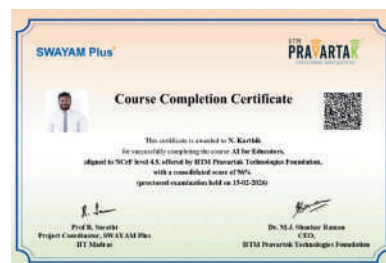 SWAYAM Plus
IITM
PRAVARTAK
Course Completion Certificate
This certificate is awarded to N. Karthik
for successfully completing the course AI for Educators,
aligned to NCrF level 4.5, offered by IITM Pravartak Technologies Foundation,
with a consolidated score of 96%
(proctored examination held on 15-02-2026)
Prof R. Sarathi
Project Coordinator, SWAYAM Plus
IIT Madras
Dr. M.J. Shankar Raman
CEO,
IITM Pravartak Technologies Foundation